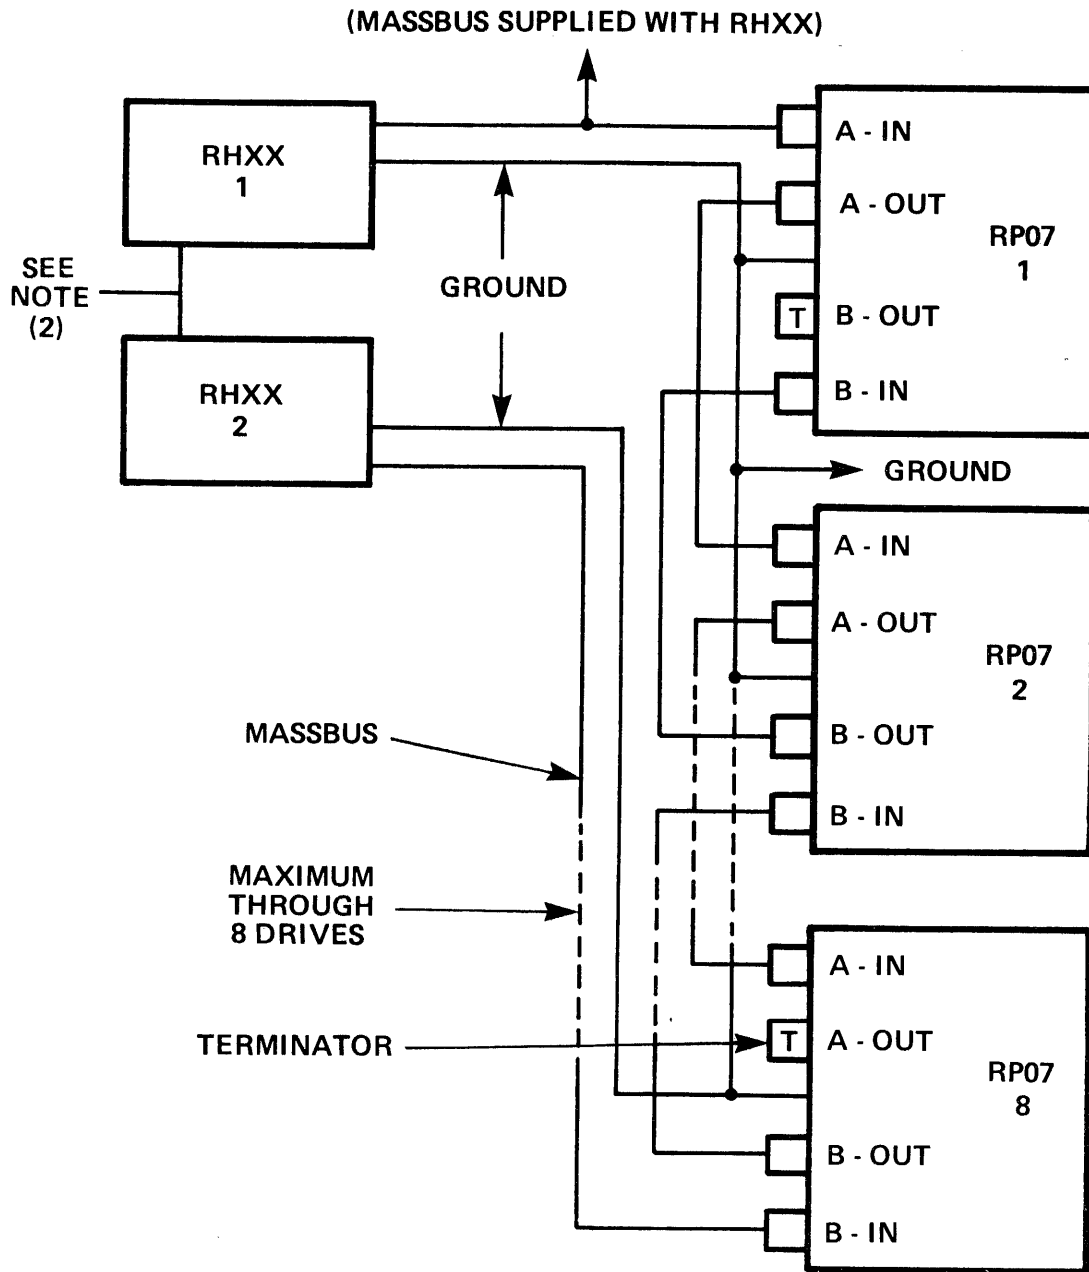 (MASSBUS SUPPLIED WITH RHXX)
RHXX
1
SEE
NOTE
(2)
RHXX
2
GROUND
A - IN
A - OUT
RP07
1
T
B - OUT
B - IN
GROUND
A - IN
A - OUT
RP07
2
B - OUT
B - IN
MASSBUS
MAXIMUM
THROUGH
8 DRIVES
TERMINATOR
A - IN
T
A - OUT
RP07
8
B - OUT
B - IN